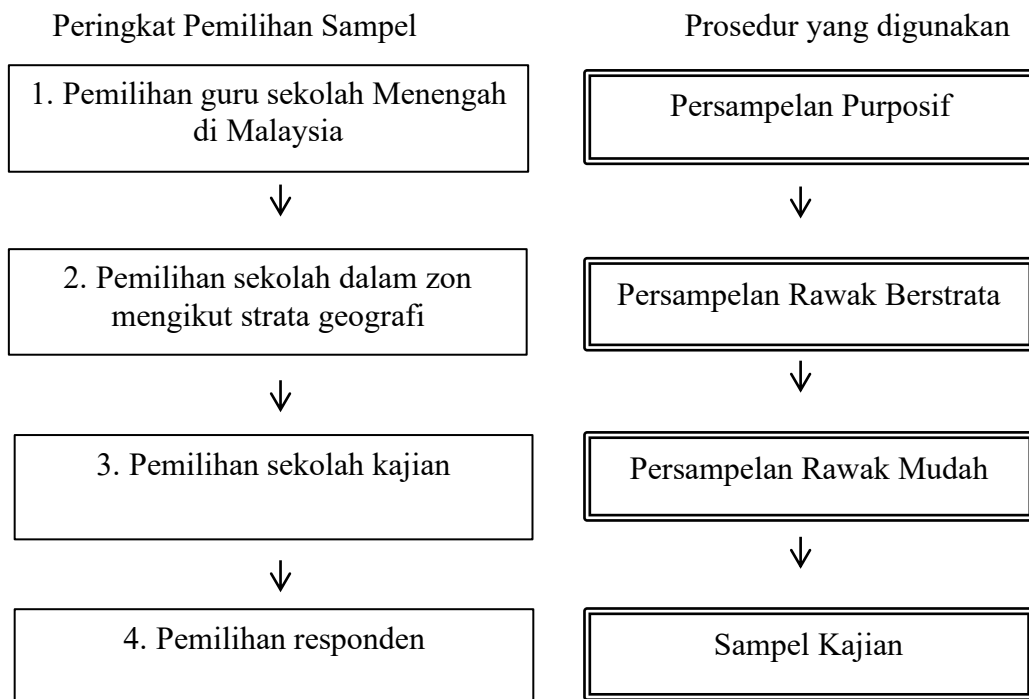 Peringkat Pemilihan Sampel
Prosedur yang digunakan
1. Pemilihan guru sekolah Menengah
di Malaysia
Persampelan Purposif
2. Pemilihan sekolah dalam zon
mengikut strata geografi
Persampelan Rawak Berstrata
3. Pemilihan sekolah kajian
Persampelan Rawak Mudah
4. Pemilihan responden
Sampel Kajian